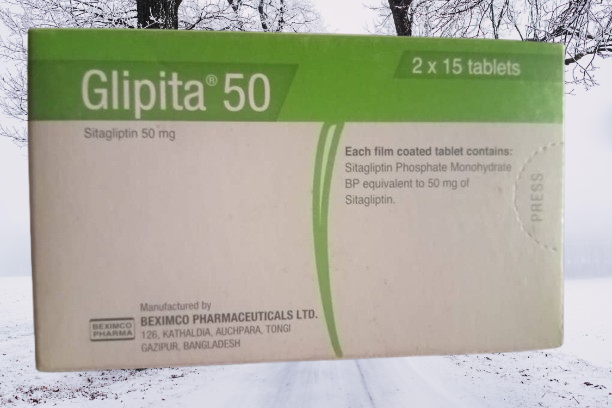 Glipita® 50
2 x 15 tablets
Sitagliptin 50 mg
Each film coated tablet contains:
Sitagliptin Phosphate Monohydrate
BP equivalent to 50 mg of
Sitagliptin.
PRESS
Manufactured by
BEXIMCO PHARMACEUTICALS LTD.
126, KATHALDIA, AUCHPARA, TONGI
GAZIPUR, BANGLADESH
BEXIMCO
PHARMA